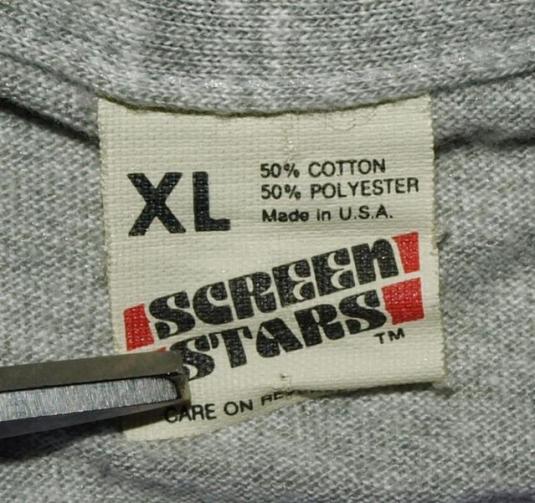 XL
50% COTTON
50% POLYESTER
Made in U.S.A.
SCREEN
STARS
TM
CARE ON